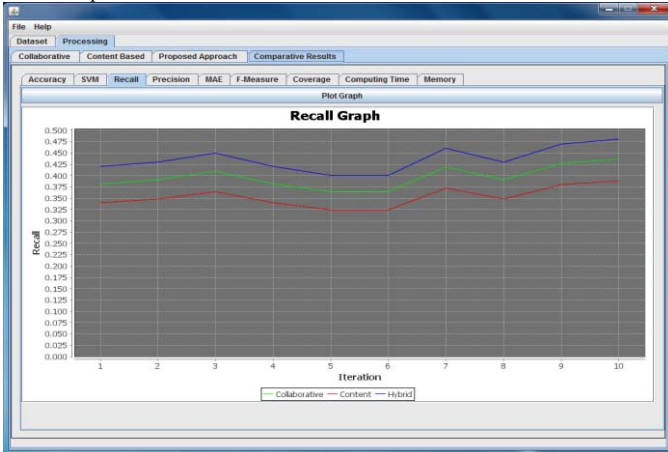 File Help
Dataset Processing
Collaborative Content Based Proposed Approach Comparative Results
Accuracy SVM Recall Precision MAE F-Measure Coverage Computing Time Memory
Plot Graph
Recall Graph
0.500
0.475
0.450
0.425
0.400
0.375
0.350
0.325
0.300
0.275
0.250
0.225
0.200
0.175
0.150
0.125
0.100
0.075
0.050
0.025
0.000
Recall
1 2 3 4 5 6 7 8 9 10
Iteration
Collaborative Content Hybrid